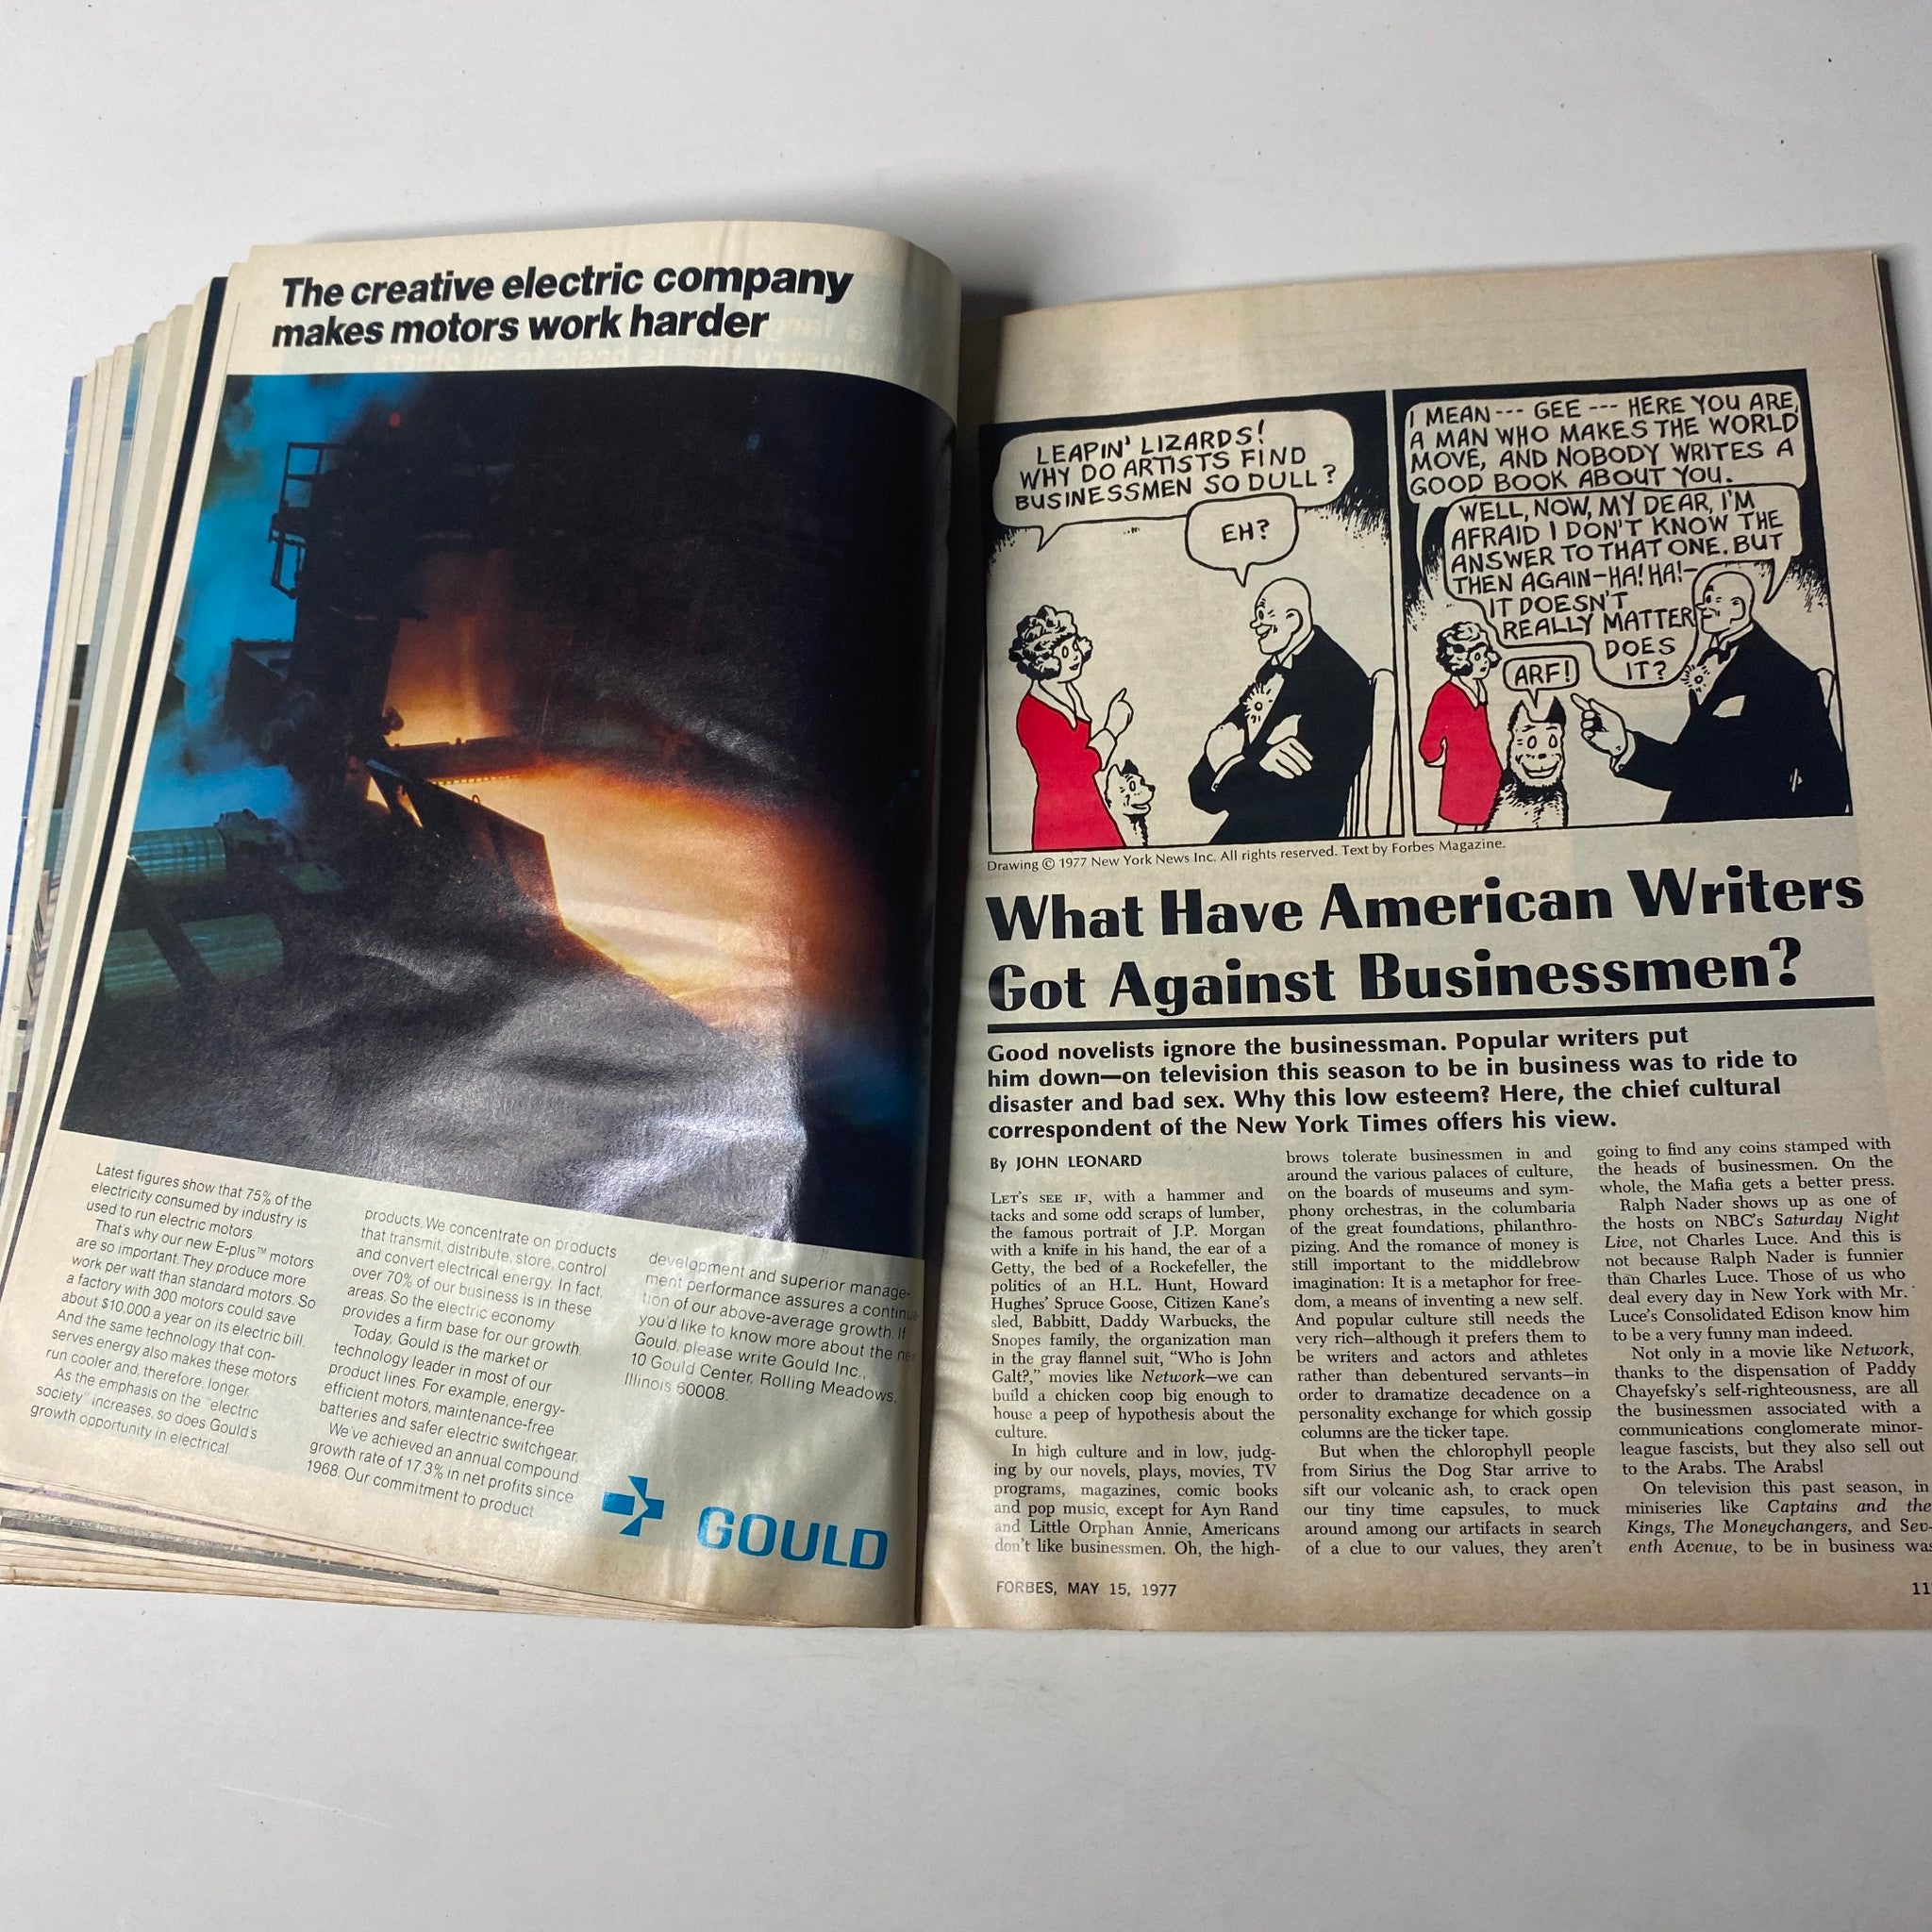 The creative electric company
makes motors work harder
Latest figures show that 75% of the
electricity consumed by industry is
used to run electric motors
That's why our new E-plus™ motors
are so important. They produce more
work per watt than standard motors. So
a factory with 300 motors could save
about $10,000 a year on its electric bill.
And the same technology that con-
serves energy also makes these motors
run cooler and, therefore, longer.
As the emphasis on the "electric
society" increases, so does Gould's
growth opportunity in electrical
products. We concentrate on products
that transmit, distribute, store, control
and convert electrical energy. In fact,
over 70% of our business is in these
areas. So the electric economy
provides a firm base for our growth.
Today, Gould is the market or
technology leader in most of our
product lines. For example, energy-
efficient motors, maintenance-free
batteries and safer electric switchgear.
We've achieved an annual compound
growth rate of 17.3% in net profits since
1968. Our commitment to product
development and superior manage-
ment performance assures a continu
tion of our above-average growth. If
you'd like to know more about the
Gould, please write Gould Inc.,
10 Gould Center, Rolling Meadows,
Illinois 60008.
GOULD
LEAPIN' LIZARDS!
WHY DO ARTISTS FIND
BUSINESSMEN SO DULL?
EH?
I MEAN --- GEE --- HERE YOU ARE,
A MAN WHO MAKES THE WORLD
MOVE, AND NOBODY WRITES A
GOOD BOOK ABOUT YOU.
WELL, NOW, MY DEAR, I'M
AFRAID I DON'T KNOW THE
ANSWER TO THAT ONE. BUT
THEN AGAIN-HA! HA!-
IT DOESN'T
REALLY MATTER
DOES
IT?
ARF!
Drawing © 1977 New York News Inc. All rights reserved. Text by Forbes Magazine.
What Have American Writers
Got Against Businessmen?
Good novelists ignore the businessman. Popular writers put
him down—on television this season to be in business was to ride to
disaster and bad sex. Why this low esteem? Here, the chief cultural
correspondent of the New York Times offers his view.
By JOHN LEONARD
LET'S SEE IF, with a hammer and
tacks and some odd scraps of lumber,
the famous portrait of J.P. Morgan
with a knife in his hand, the ear of a
Getty, the bed of a Rockefeller, the
politics of an H.L. Hunt, Howard
Hughes' Spruce Goose, Citizen Kane's
sled, Babbitt, Daddy Warbucks, the
Snopes family, the organization man
in the gray flannel suit, "Who is John
Galt?," movies like Network—we can
build a chicken coop big enough to
house a peep of hypothesis about the
culture.
In high culture and in low, judg-
ing by our novels, plays, movies, TV
programs, magazines, comic books
and pop music, except for Ayn Rand
and Little Orphan Annie, Americans
don't like businessmen. Oh, the high-
brows tolerate businessmen in and
around the various palaces of culture,
on the boards of museums and sym-
phony orchestras, in the columbaria
of the great foundations, philanthro-
pizing. And the romance of money is
still important to the middlebrow
imagination: It is a metaphor for free-
dom, a means of inventing a new self.
And popular culture still needs the
very rich—although it prefers them to
be writers and actors and athletes
rather than debentured servants—in
order to dramatize decadence on a
personality exchange for which gossip
columns are the ticker tape.
But when the chlorophyll people
from Sirius the Dog Star arrive to
sift our volcanic ash, to crack open
our tiny time capsules, to muck
around among our artifacts in search
of a clue to our values, they aren't
going to find any coins stamped with
the heads of businessmen. On the
whole, the Mafia gets a better press.
Ralph Nader shows up as one of
the hosts on NBC's Saturday Night
Live, not Charles Luce. And this is
not because Ralph Nader is funnier
than Charles Luce. Those of us who
deal every day in New York with Mr.
Luce's Consolidated Edison know him
to be a very funny man indeed.
Not only in a movie like Network,
thanks to the dispensation of Paddy
Chayefsky's self-righteousness, are all
the businessmen associated with a
communications conglomerate minor-
league fascists, but they also sell out
to the Arabs. The Arabs!
On television this past season, in
miniseries like Captains and the
Kings, The Moneychangers, and Sev-
enth Avenue, to be in business was
FORBES, MAY 15, 1977